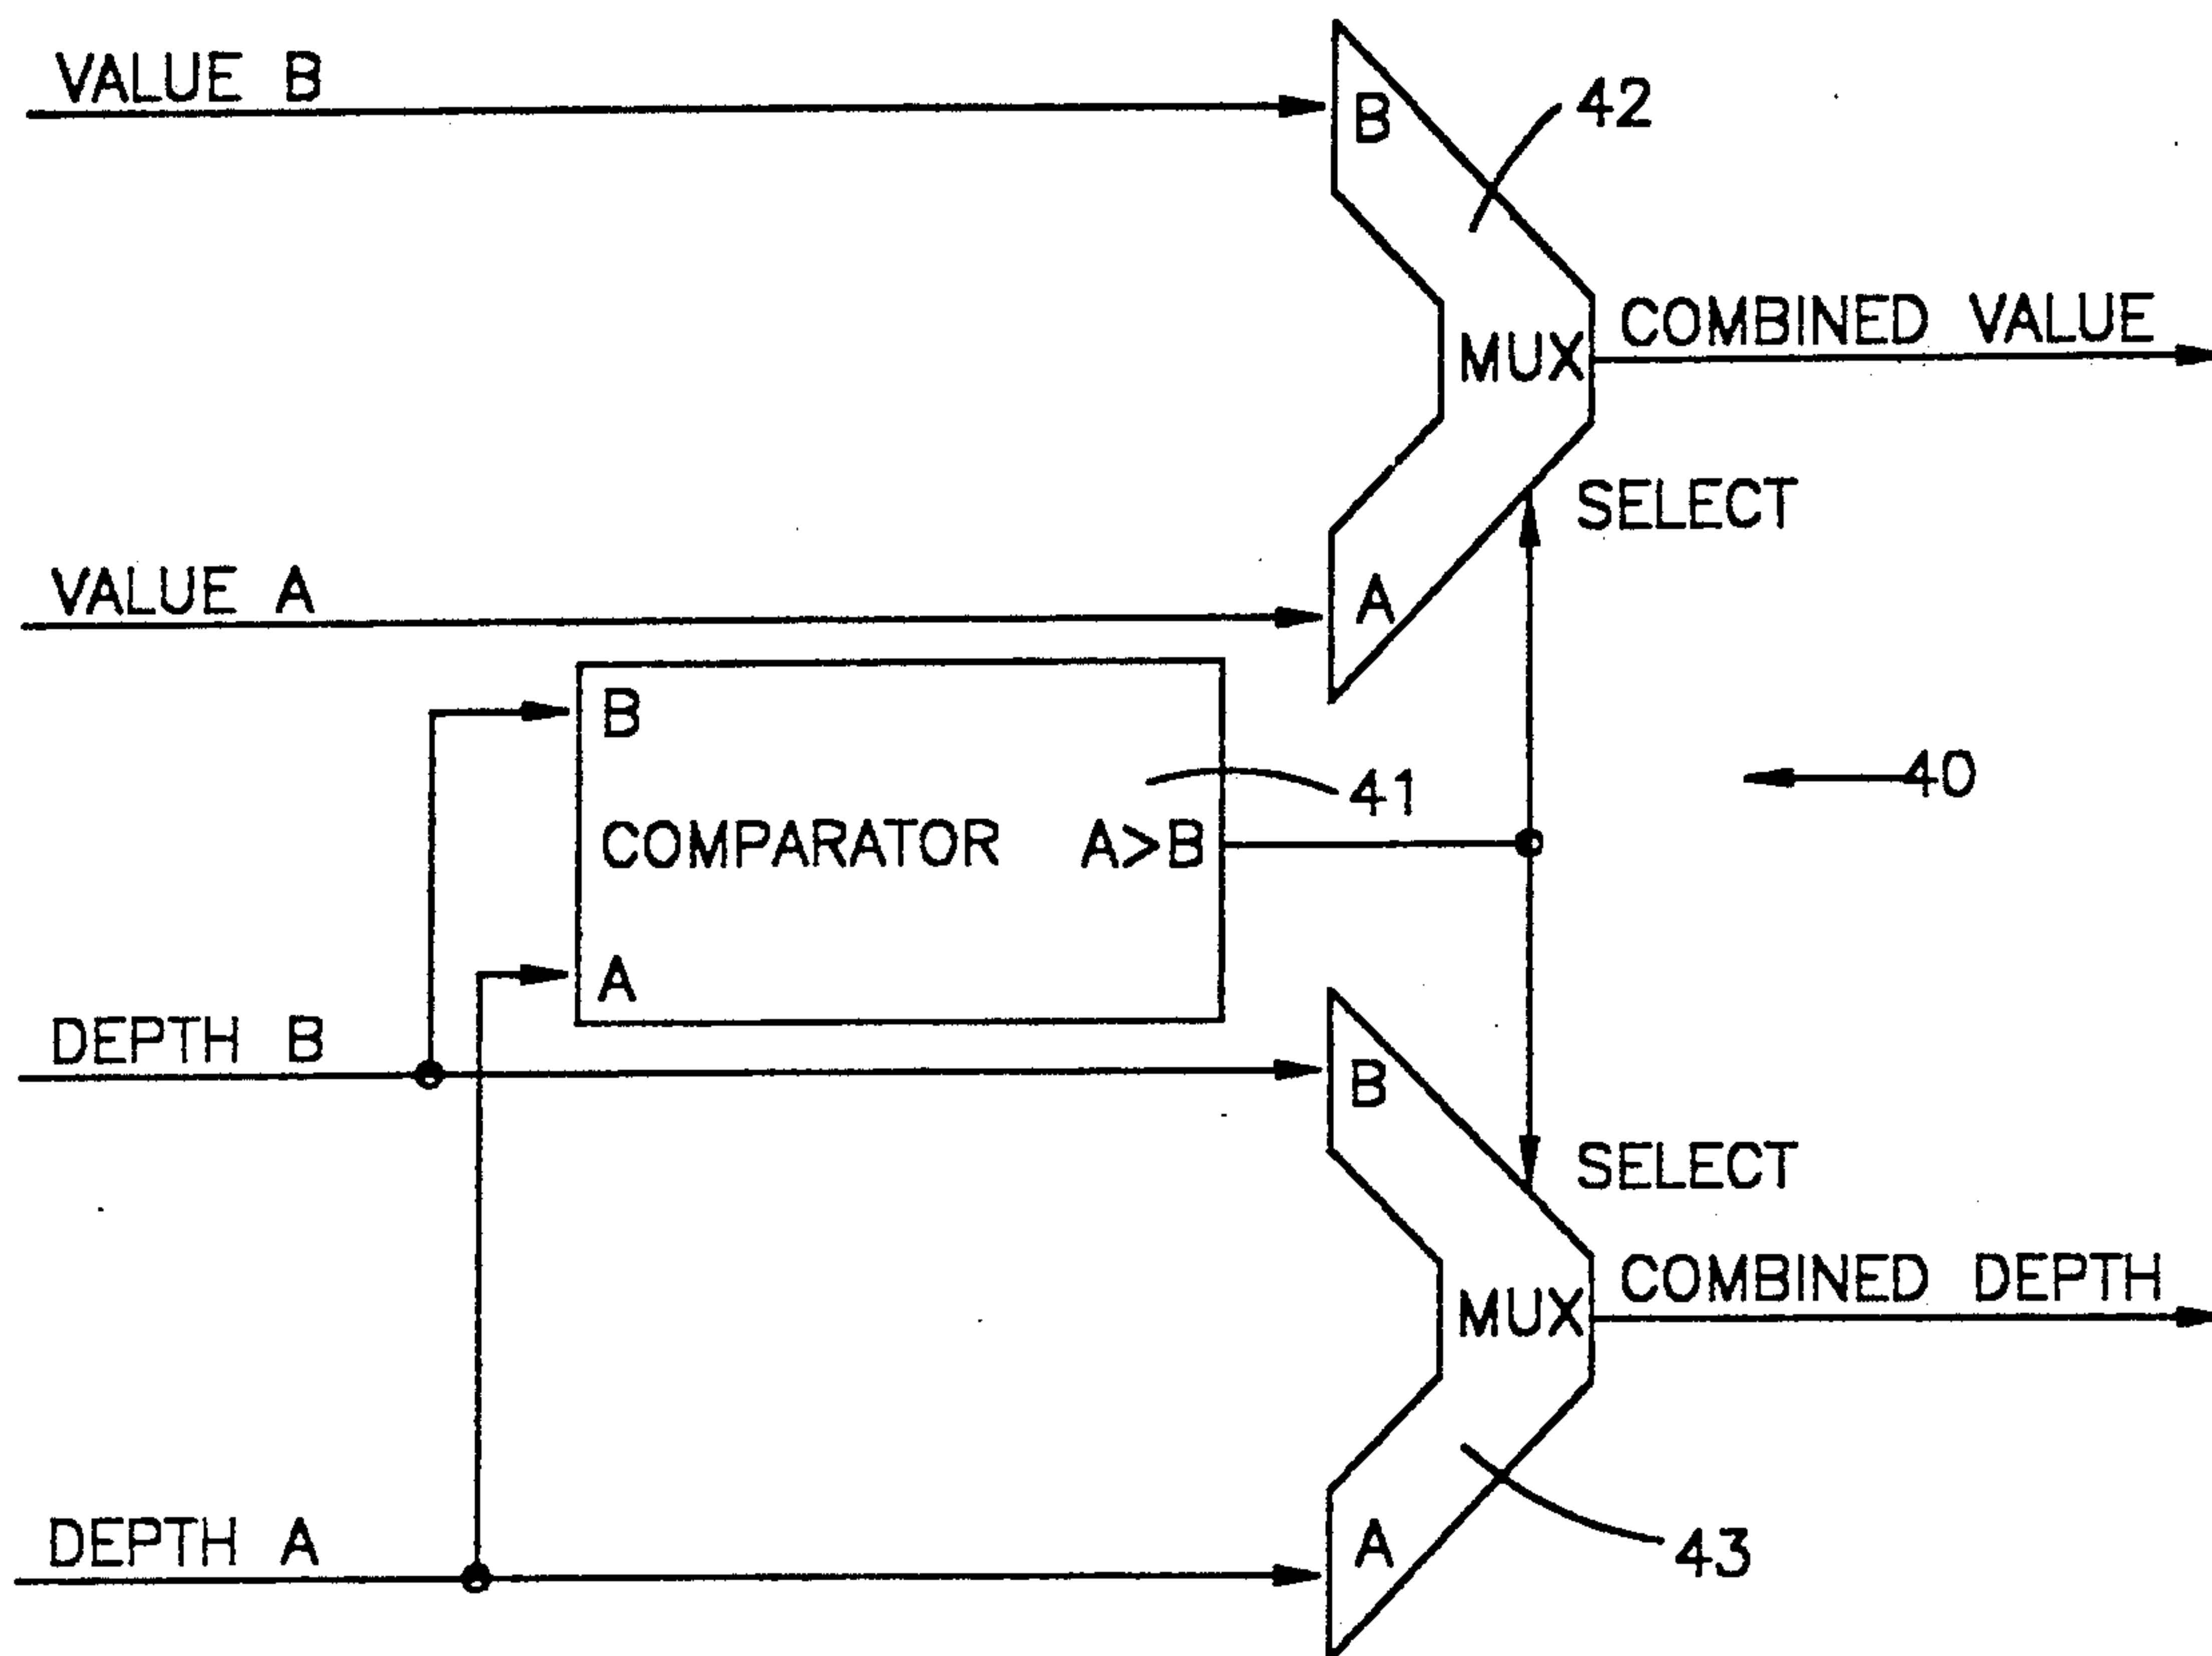 VALUE B
B
42
MUX
COMBINED VALUE
SELECT
VALUE A
A
B
41
40
COMPARATOR A>B
A
DEPTH B
B
SELECT
MUX
COMBINED DEPTH
DEPTH A
A
43